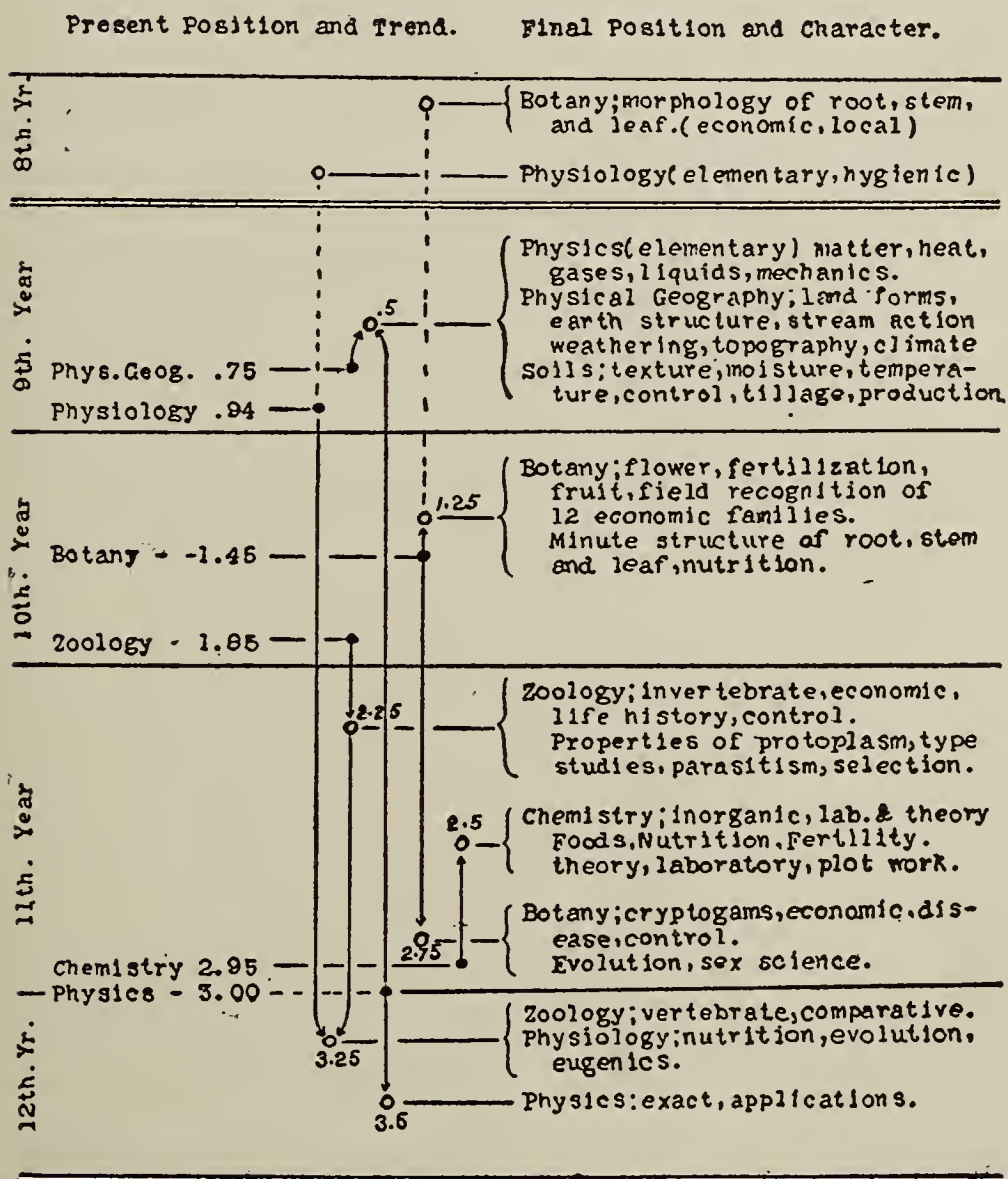 Present Position and Trend. Final Position and Character.
8th. Yr.
Botany;morphology of root,stem,
and leaf.(economic,local)
Physiology(elementary,hygienic)
9th. Year
Physics(elementary) matter,heat,
gases,liquids,mechanics.
.5
Physical Geography;land forms,
earth structure,stream action
weathering,topography,climate
Phys.Geog. .75
Soils;texture,moisture,tempera-
ture,control,tillage,production.
Physiology .94
10th. Year
Botany;flower,fertilization,
fruit,field recognition of
1.25
12 economic families.
Botany - -1.45
Minute structure of root,stem
and leaf,nutrition.
Zoology - 1.85
11th. Year
Zoology;invertebrate,economic,
2.25
life history,control.
Properties of protoplasm,type
studies,parasitism,selection.
2.5
Chemistry;inorganic,lab.& theory
Foods,Nutrition,Fertility.
theory,laboratory,plot work.
Botany;cryptogams,economic,dis-
ease,control.
2.75
Evolution,sex science.
Chemistry 2.95
Physics - 3.00
12th.Yr.
Zoology;vertebrate,comparative.
Physiology;nutrition,evolution,
eugenics.
3.25
Physics:exact,applications.
3.5